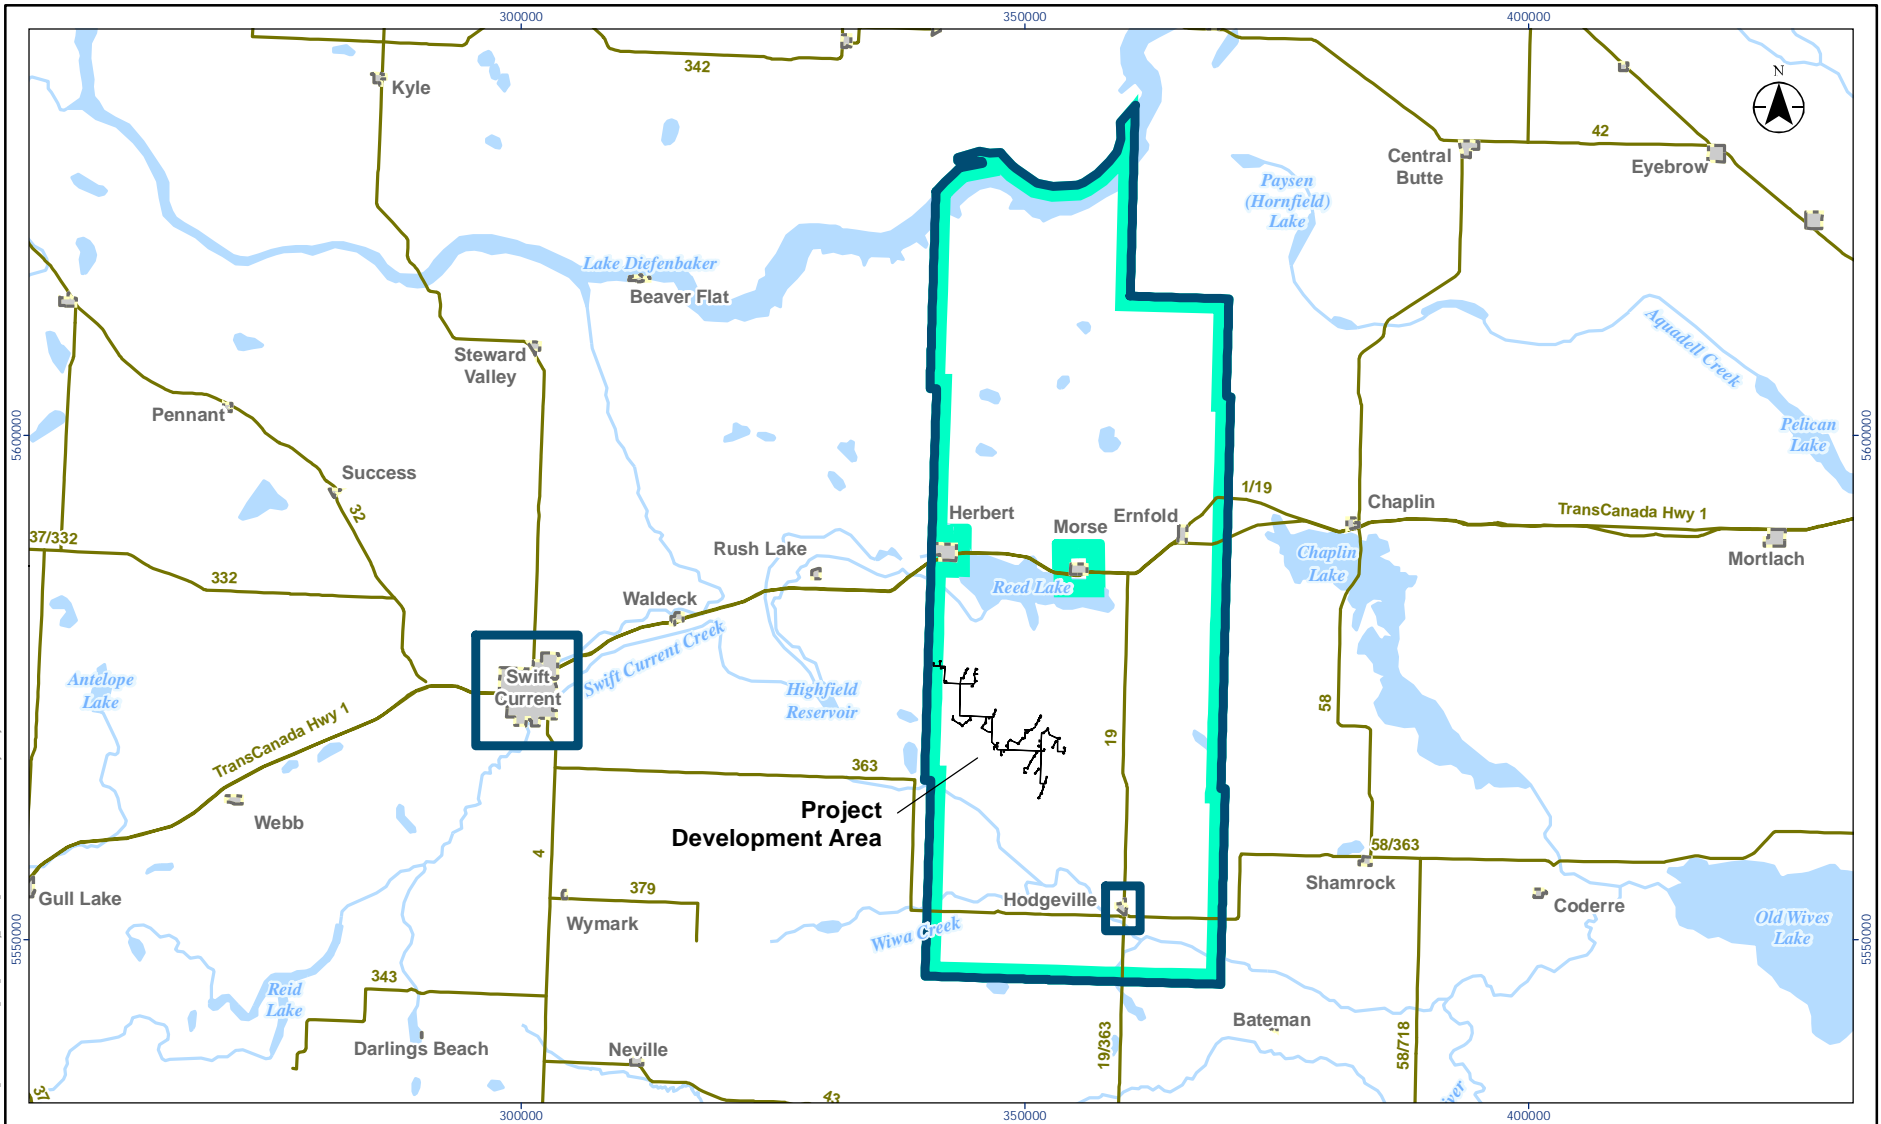 300000
350000
400000
342
Kyle
N
42
Central
Butte
Eyebrow
Paysen
(Hornfield)
Lake
Lake Diefenbaker
Beaver Flat
Aquadell Creek
Steward
Valley
Pennant
5600000
5600000
Pelican
Lake
Success
32
1/19
Chaplin
TransCanada Hwy 1
Herbert
Morse
Ernfold
37/332
Rush Lake
Chaplin
Lake
Mortlach
332
Reed Lake
Waldeck
Swift Current Creek
Swift
Current
Antelope
Lake
Highfield
Reservoir
58
TransCanada Hwy 1
19
363
Project
Development Area
Webb
4
58/363
379
Shamrock
Gull Lake
Hodgeville
Coderre
Wymark
Wiwa Creek
Old Wives
Lake
5550000
5550000
343
Reid
Lake
Bateman
Darlings Beach
Neville
19/363
58/718
37
43
iver
300000
350000
400000